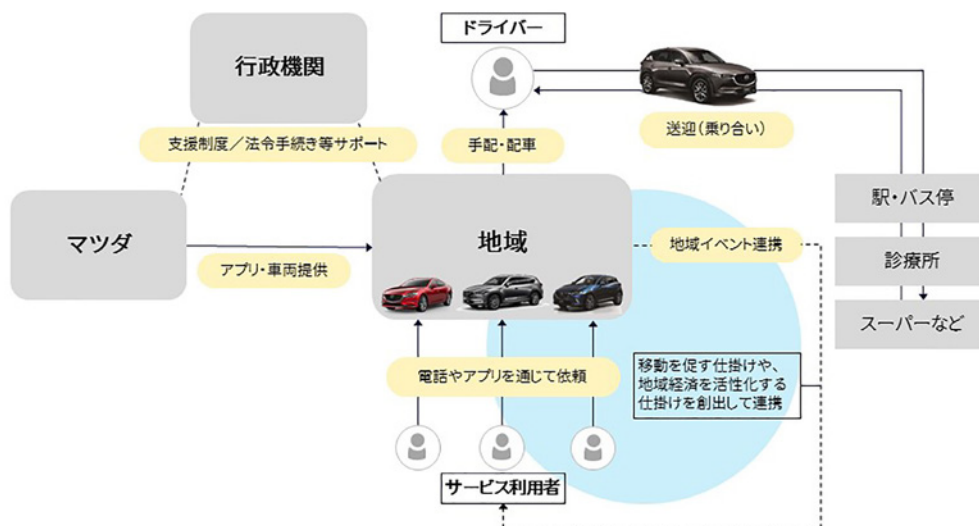 ドライバー
行政機関
送迎(乗り合い)
支援制度/法令手続き等サポート
手配・配車
駅・バス停
マツダ
地域
地域イベント連携
診療所
アプリ・車両提供
スーパーなど
電話やアプリを通じて依頼
移動を促す仕掛けや、
地域経済を活性化する
仕掛けを創出して連携
サービス利用者